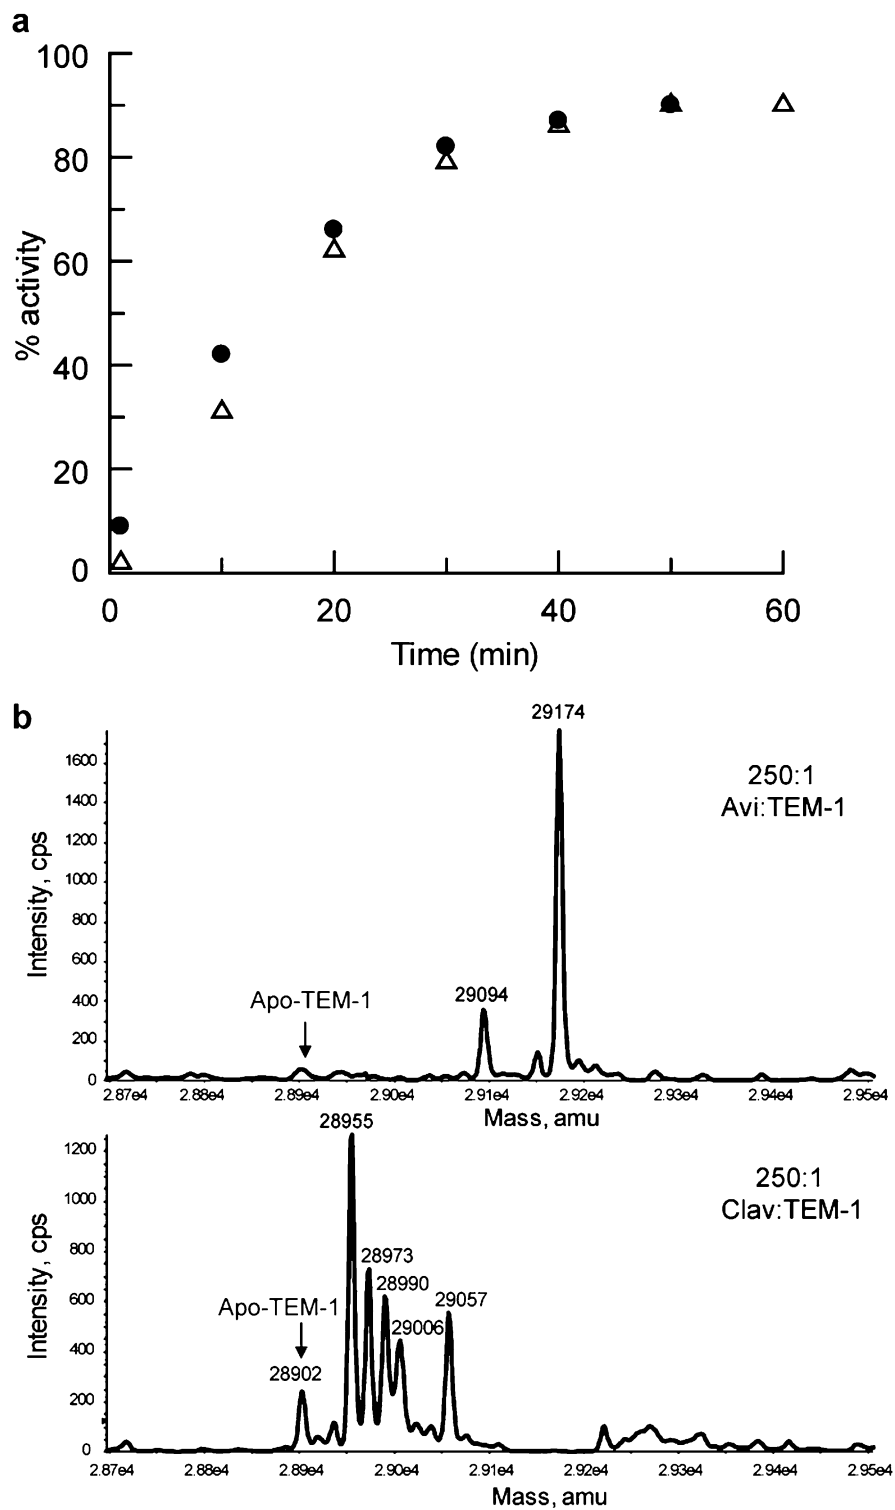 a
100
80
60
40
20
0
% activity
0 20 40 60
Time (min)
b
29174
250:1
Avi:TEM-1
1600
1400
1200
1000
800
600
400
200
0
Intensity, cps
Apo-TEM-1
29094
2.87e4 2.88e4 2.89e4 2.90e4 2.91e4 2.92e4 2.93e4 2.94e4 2.95e4
Mass, amu
28955
250:1
Clav:TEM-1
1200
1000
800
600
400
200
0
Intensity, cps
28973
28990
Apo-TEM-1
29057
29006
28902
2.87e4 2.88e4 2.89e4 2.90e4 2.91e4 2.92e4 2.93e4 2.94e4 2.95e4
Mass, amu